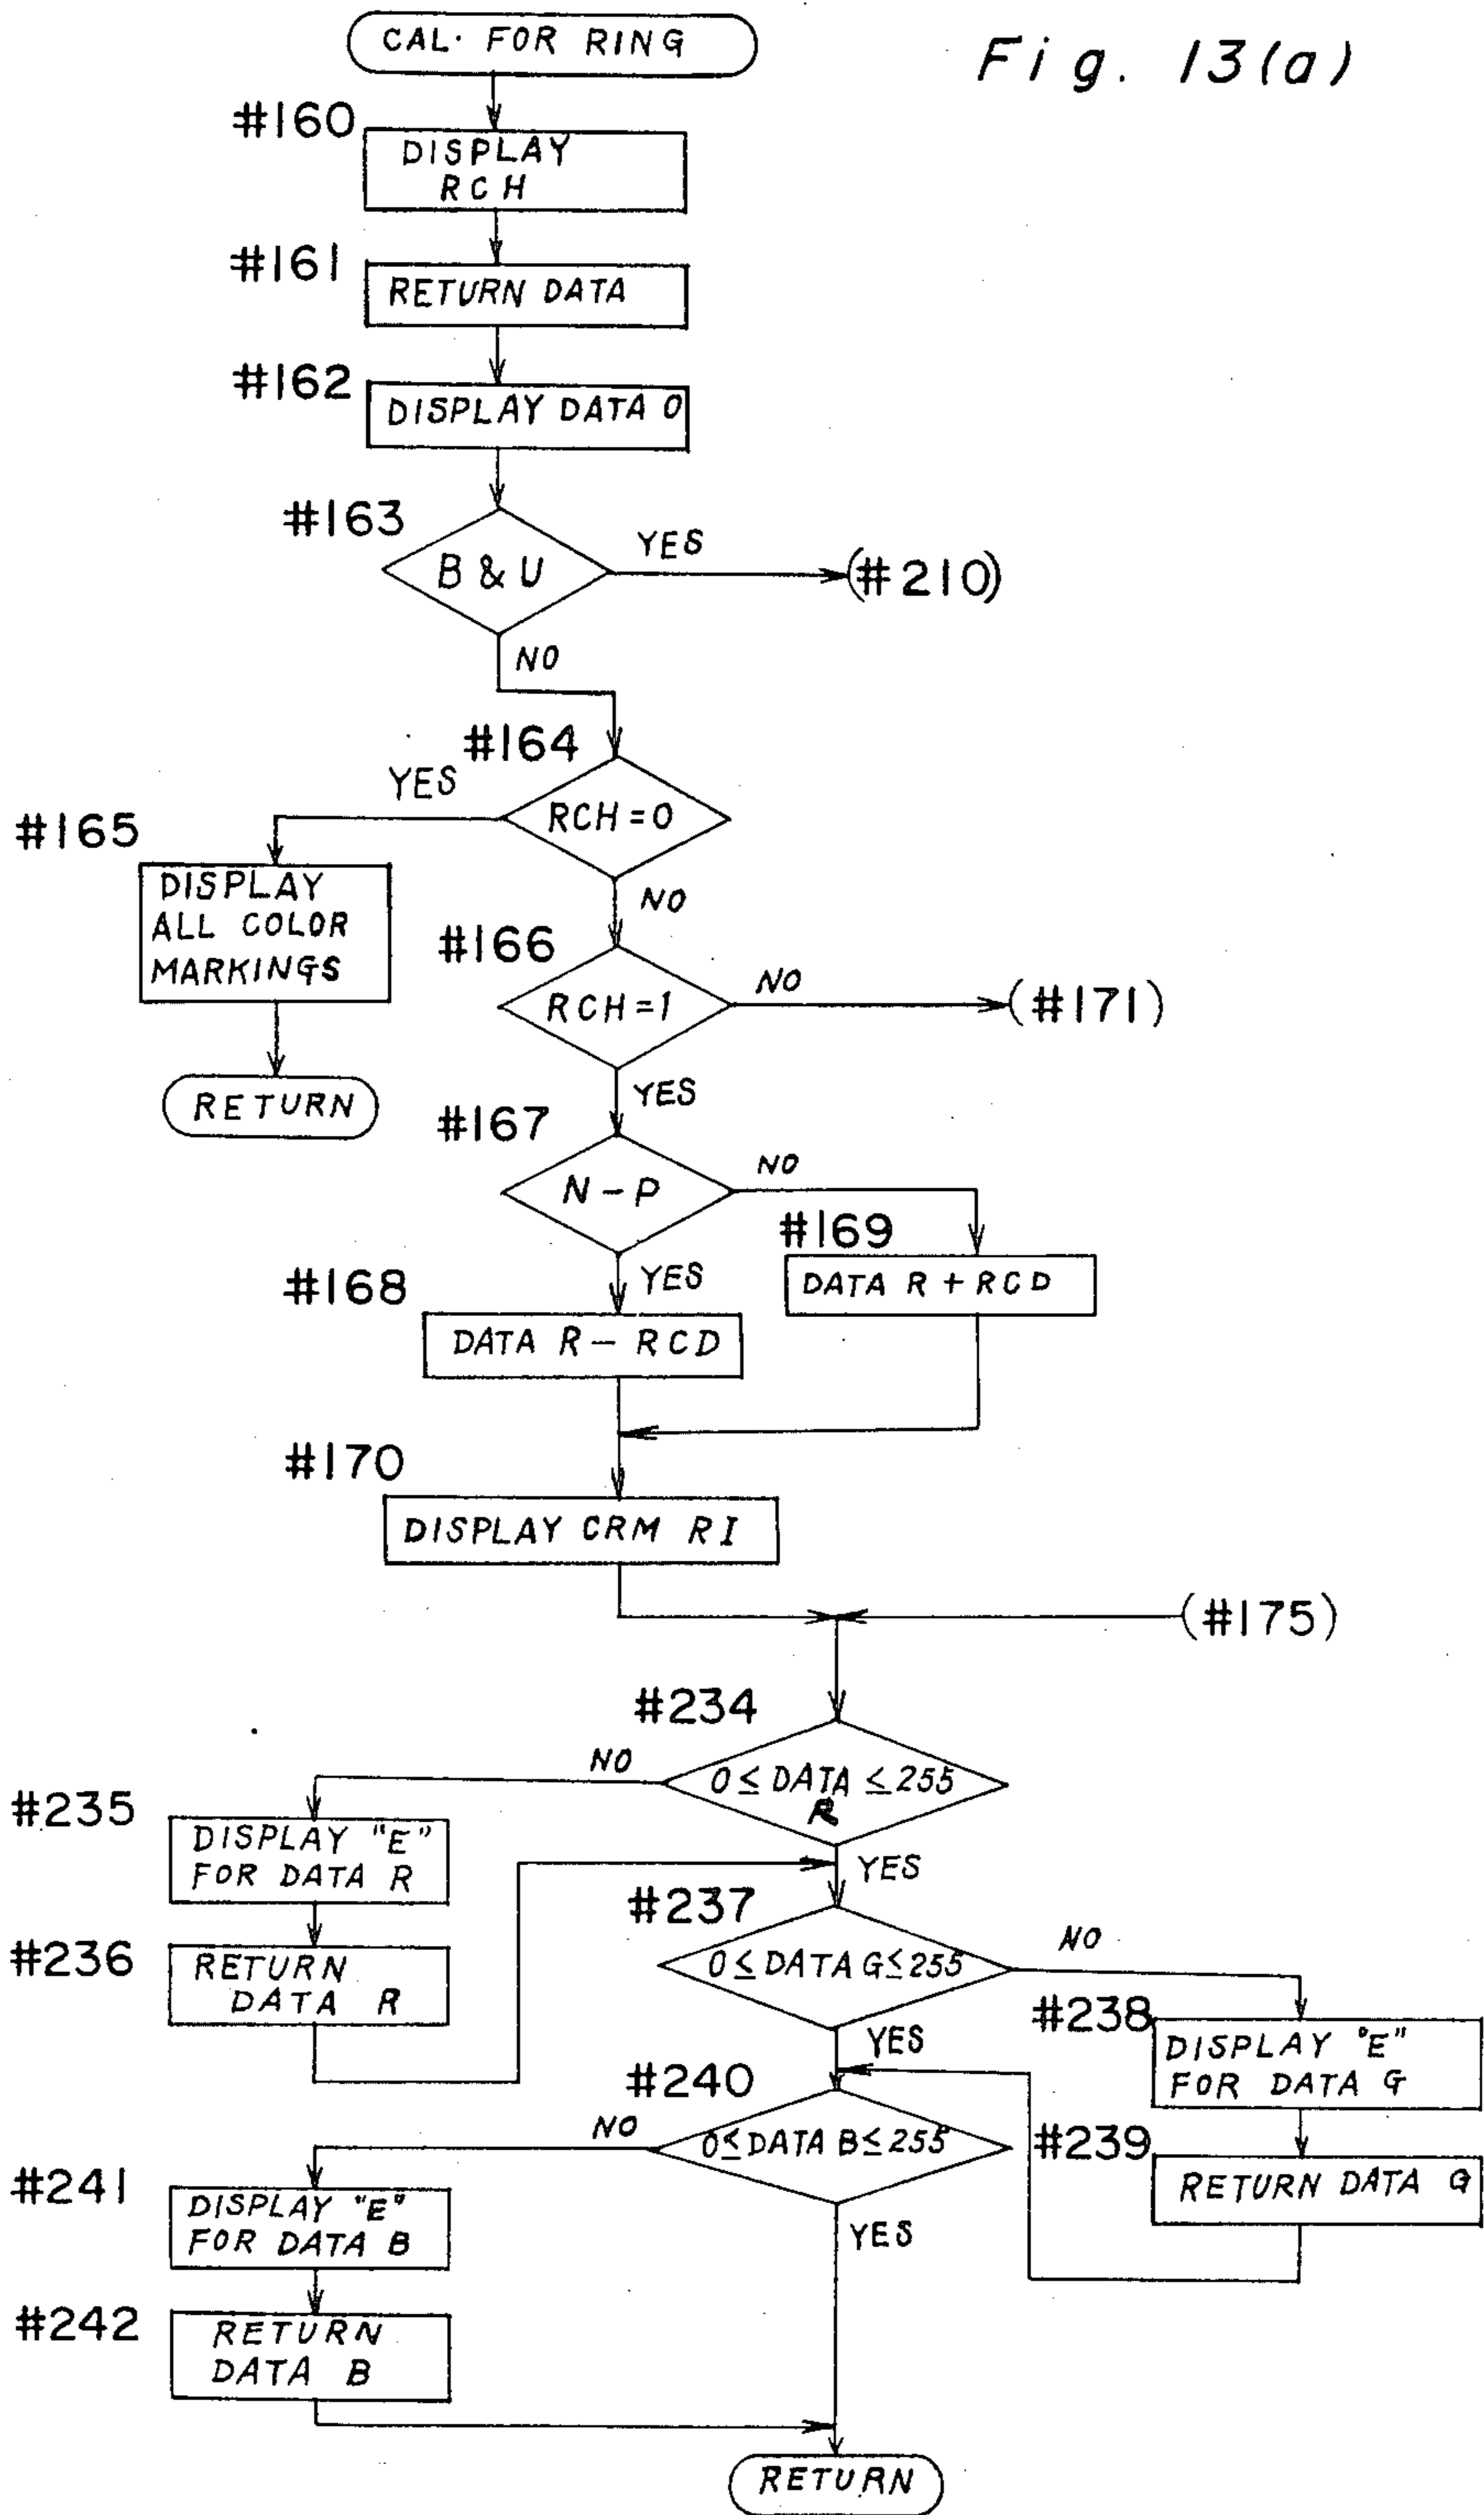 Fig. 13(a)
CAL. FOR RING
#160
DISPLAY
RCH
#161
RETURN DATA
#162
DISPLAY DATA O
#163
B & U
YES
(#210)
NO
#164
YES
RCH=0
#165
DISPLAY
ALL COLOR
MARKINGS
NO
#166
RCH=1
NO
(#171)
RETURN
YES
#167
N-P
NO
#169
DATA R + RCD
#168
YES
DATA R - RCD
#170
DISPLAY CRM RI
(#175)
#234
NO
0 ≤ DATA ≤ 255
R
#235
DISPLAY "E"
FOR DATA R
YES
#237
#236
RETURN
DATA R
0 ≤ DATA G ≤ 255
NO
#238
DISPLAY "E"
FOR DATA G
YES
#240
NO
0 ≤ DATA B ≤ 255
#239
RETURN DATA G
#241
DISPLAY "E"
FOR DATA B
YES
#242
RETURN
DATA B
RETURN